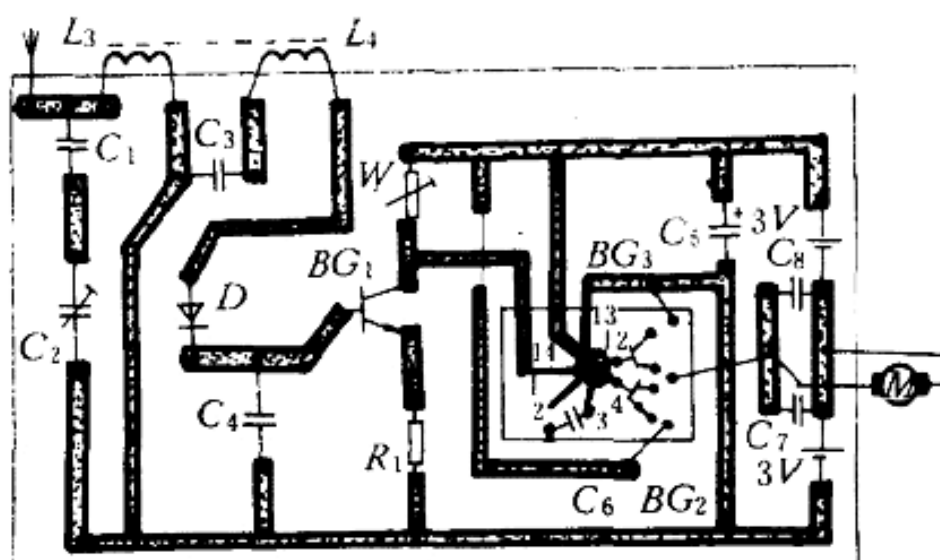 L₃ L₄
C₁
C₃
W
C₅ + 3V
BG₁
BG₃
C₈
D
C₂
13
14 12
M
2 3 4
C₄
C₇
R₁
3V
C₆ BG₂